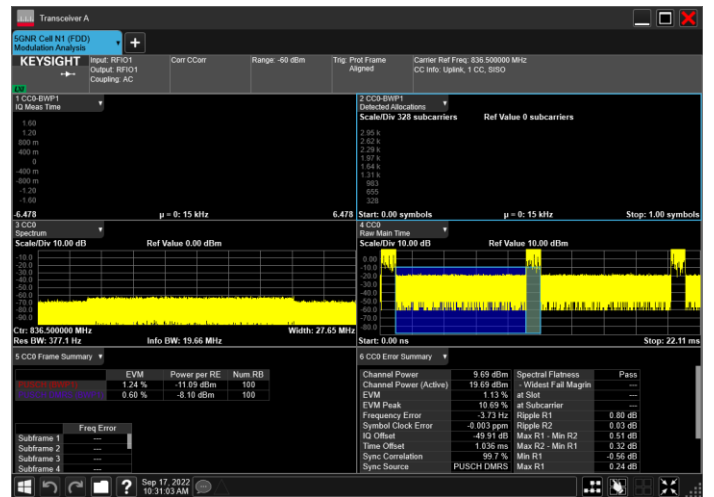 Transceiver A
5GNR Cell N1 (FDD)
Modulation Analysis
KEYSIGHT
Input: RFIO1
Output: RFIO1
Coupling: AC
Corr CCorr
Range: -60 dBm
Trig: Prot Frame
Aligned
Carrier Ref Freq: 836.500000 MHz
CC Info: Uplink, 1 CC, SISO
1 CC0-BWP1
IQ Meas Time
1.60
1.20
800 m
400 m
0
-400 m
-800 m
-1.20
-1.60
-6.478
μ = 0: 15 kHz
6.478
2 CC0-BWP1
Detected Allocations
Scale/Div 328 subcarriers
Ref Value 0 subcarriers
2.95 k
2.62 k
2.29 k
1.97 k
1.64 k
1.31 k
983
655
328
Start: 0.00 symbols
μ = 0: 15 kHz
Stop: 1.00 symbols
3 CC0
Spectrum
Scale/Div 10.00 dB
Ref Value 0.00 dBm
-10.0
-20.0
-30.0
-40.0
-50.0
-60.0
-70.0
-80.0
-90.0
Ctr: 836.500000 MHz
Width: 27.65 MHz
Res BW: 377.1 Hz
Info BW: 19.66 MHz
4 CC0
Raw Main Time
Scale/Div 10.00 dB
Ref Value 10.00 dBm
0.00
-10.0
-20.0
-30.0
-40.0
-50.0
-60.0
-70.0
-80.0
Start: 0.00 ns
Stop: 22.11 ms
5 CC0 Frame Summary
EVM Power per RE Num RB
1.24 % -11.09 dBm 100
0.60 % -8.10 dBm 100
Freq Error
Subframe 1 ---
Subframe 2 ---
Subframe 3 ---
Subframe 4 ---
6 CC0 Error Summary
Channel Power 9.69 dBm Spectral Flatness Pass
Channel Power (Active) 19.69 dBm - Widest Fail Magrin ---
EVM 1.13 % at Slot ---
EVM Peak 10.69 % at Subcarrier ---
Frequency Error -3.73 Hz Ripple R1 0.80 dB
Symbol Clock Error -0.003 ppm Ripple R2 0.03 dB
IQ Offset -49.91 dB Max R1 - Min R2 0.51 dB
Time Offset 1.036 ms Max R2 - Min R1 0.32 dB
Sync Correlation 99.7 % Min R1 -0.56 dB
Sync Source PUSCH DMRS Max R1 0.24 dB
Sep 17, 2022
10:31:03 AM